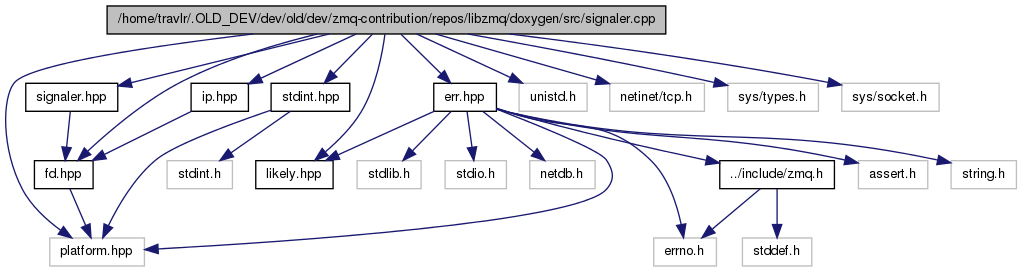 /home/travlr/.OLD_DEV/dev/old/dev/zmq-contribution/repos/libzmq/doxygen/src/signaler.cpp
signaler.hpp
ip.hpp
stdint.hpp
err.hpp
unistd.h
netinet/tcp.h
sys/types.h
sys/socket.h
fd.hpp
stdint.h
likely.hpp
stdlib.h
stdio.h
netdb.h
../include/zmq.h
assert.h
string.h
platform.hpp
errno.h
stddef.h